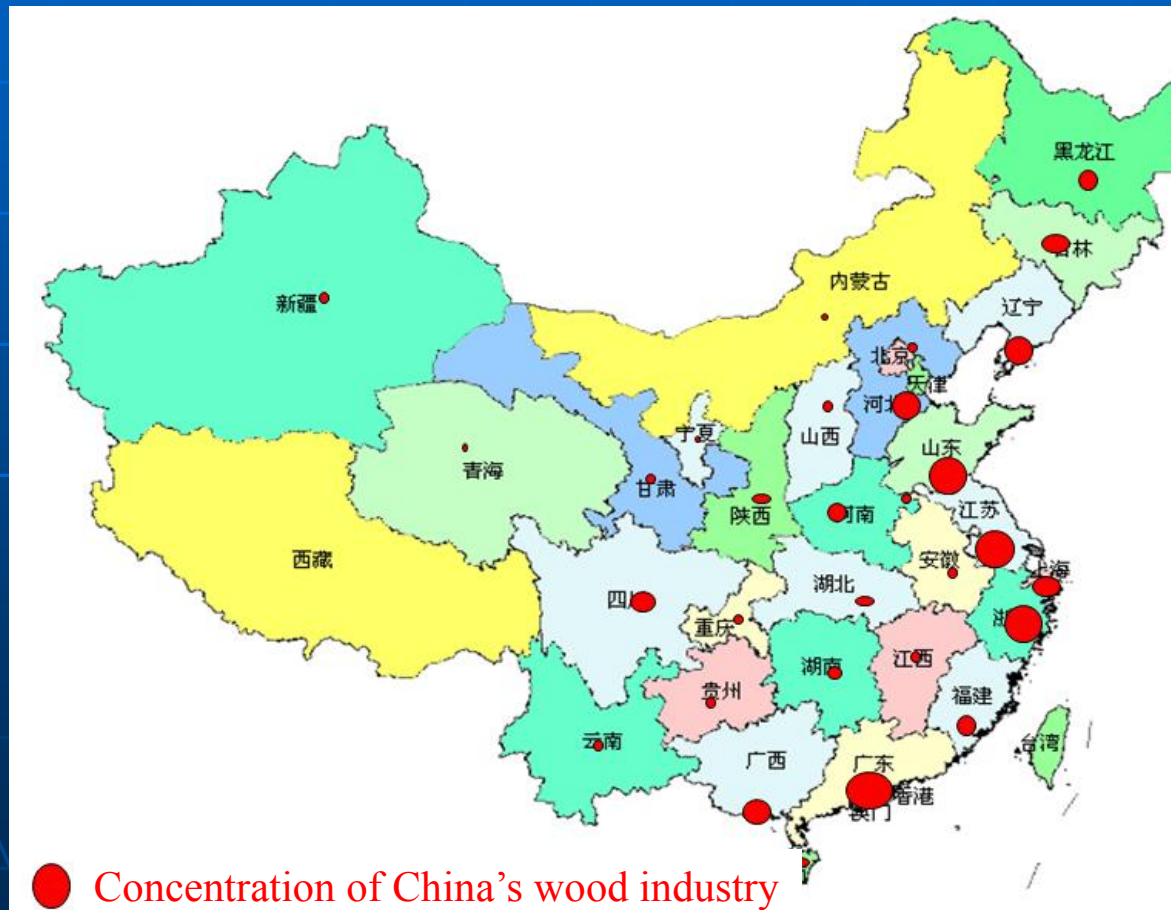 黑龙江
吉林
内蒙古
新疆
辽宁
北京
天津
河北
山西
宁夏
山东
青海
甘肃
陕西
河南
江苏
西藏
安徽
上海
四川
湖北
重庆
浙
湖南
江西
贵州
福建
云南
台湾
广西
广东
香港
澳门
Concentration of China’s wood industry